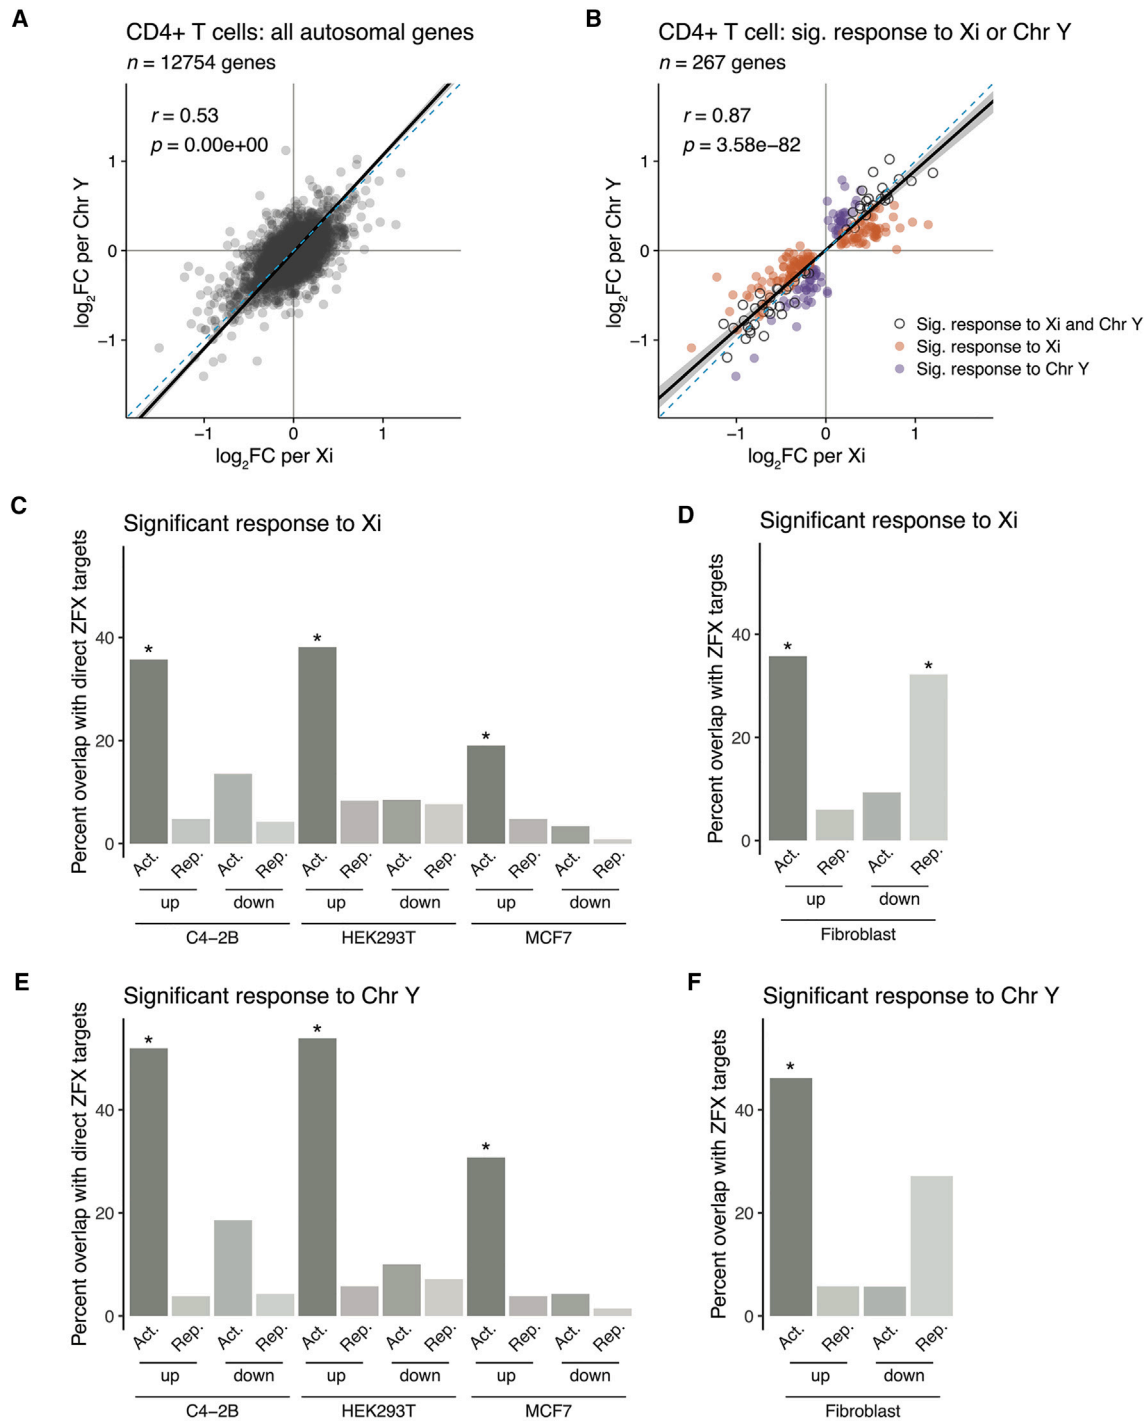 A
CD4+ T cells: all autosomal genes
n = 12754 genes
r = 0.53
p = 0.00e+00
log2FC per Chr Y
1
0
−1
−1
0
1
log2FC per Xi
B
CD4+ T cell: sig. response to Xi or Chr Y
n = 267 genes
r = 0.87
p = 3.58e−82
log2FC per Chr Y
1
0
−1
−1
0
1
log2FC per Xi
Sig. response to Xi and Chr Y
Sig. response to Xi
Sig. response to Chr Y
C
Significant response to Xi
Percent overlap with direct ZFX targets
40
20
0
* * *
Act. Rep. Act. Rep. Act. Rep. Act. Rep. Act. Rep. Act. Rep.
up down up down up down
C4−2B HEK293T MCF7
D
Significant response to Xi
Percent overlap with ZFX targets
40
20
0
* *
Act. Rep. Act. Rep.
up down
Fibroblast
E
Significant response to Chr Y
Percent overlap with direct ZFX targets
40
20
0
* * *
Act. Rep. Act. Rep. Act. Rep. Act. Rep. Act. Rep. Act. Rep.
up down up down up down
C4−2B HEK293T MCF7
F
Significant response to Chr Y
Percent overlap with ZFX targets
40
20
0
*
Act. Rep. Act. Rep.
up down
Fibroblast